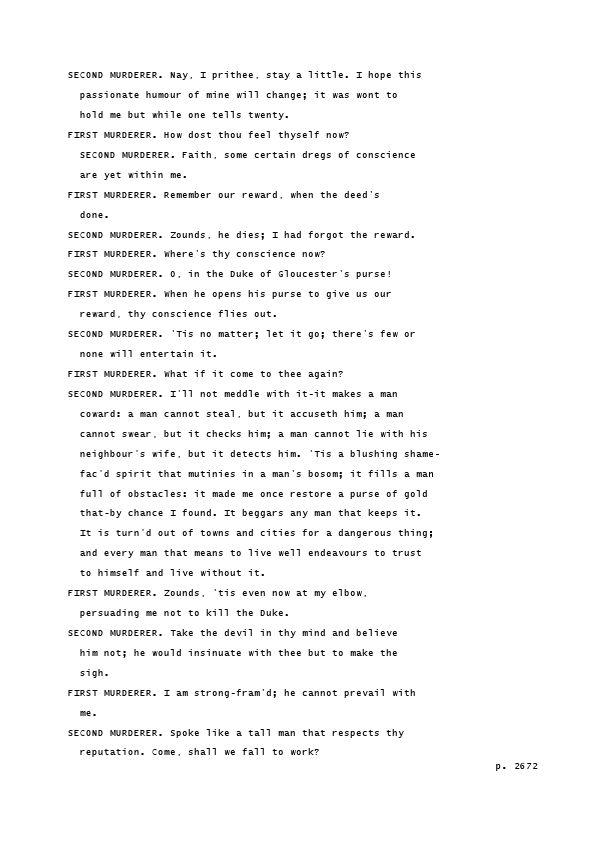 SECOND MURDERER. Nay, I prithee, stay a little. I hope this
passionate humour of mine will change; it was wont to
hold me but while one tells twenty.
FIRST MURDERER. How dost thou feel thyself now?
SECOND MURDERER. Faith, some certain dregs of conscience
are yet within me.
FIRST MURDERER. Remember our reward, when the deed's
done.
SECOND MURDERER. Zounds, he dies; I had forgot the reward.
FIRST MURDERER. Where's thy conscience now?
SECOND MURDERER. O, in the Duke of Gloucester's purse!
FIRST MURDERER. When he opens his purse to give us our
reward, thy conscience flies out.
SECOND MURDERER. 'Tis no matter; let it go; there's few or
none will entertain it.
FIRST MURDERER. What if it come to thee again?
SECOND MURDERER. I'll not meddle with it-it makes a man
coward: a man cannot steal, but it accuseth him; a man
cannot swear, but it checks him; a man cannot lie with his
neighbour's wife, but it detects him. 'Tis a blushing shame-
fac'd spirit that mutinies in a man's bosom; it fills a man
full of obstacles: it made me once restore a purse of gold
that-by chance I found. It beggars any man that keeps it.
It is turn'd out of towns and cities for a dangerous thing;
and every man that means to live well endeavours to trust
to himself and live without it.
FIRST MURDERER. Zounds, 'tis even now at my elbow,
persuading me not to kill the Duke.
SECOND MURDERER. Take the devil in thy mind and believe
him not; he would insinuate with thee but to make the
sigh.
FIRST MURDERER. I am strong-fram'd; he cannot prevail with
me.
SECOND MURDERER. Spoke like a tall man that respects thy
reputation. Come, shall we fall to work?
p. 2672